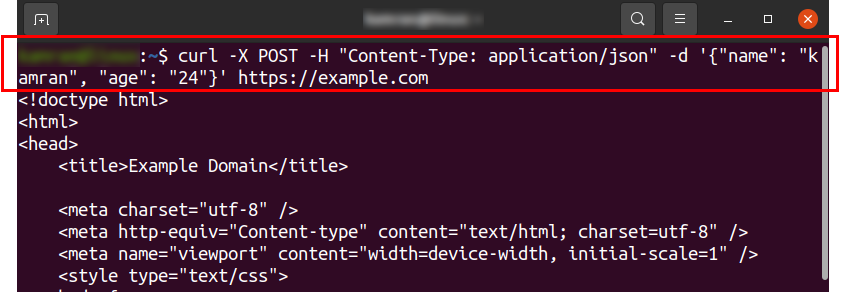 :~$ curl -X POST -H "Content-Type: application/json" -d '{"name": "k
amran", "age": "24"}' https://example.com
<!doctype html>
<html>
<head>
    <title>Example Domain</title>
    <meta charset="utf-8" />
    <meta http-equiv="Content-type" content="text/html; charset=utf-8" />
    <meta name="viewport" content="width=device-width, initial-scale=1" />
    <style type="text/css">